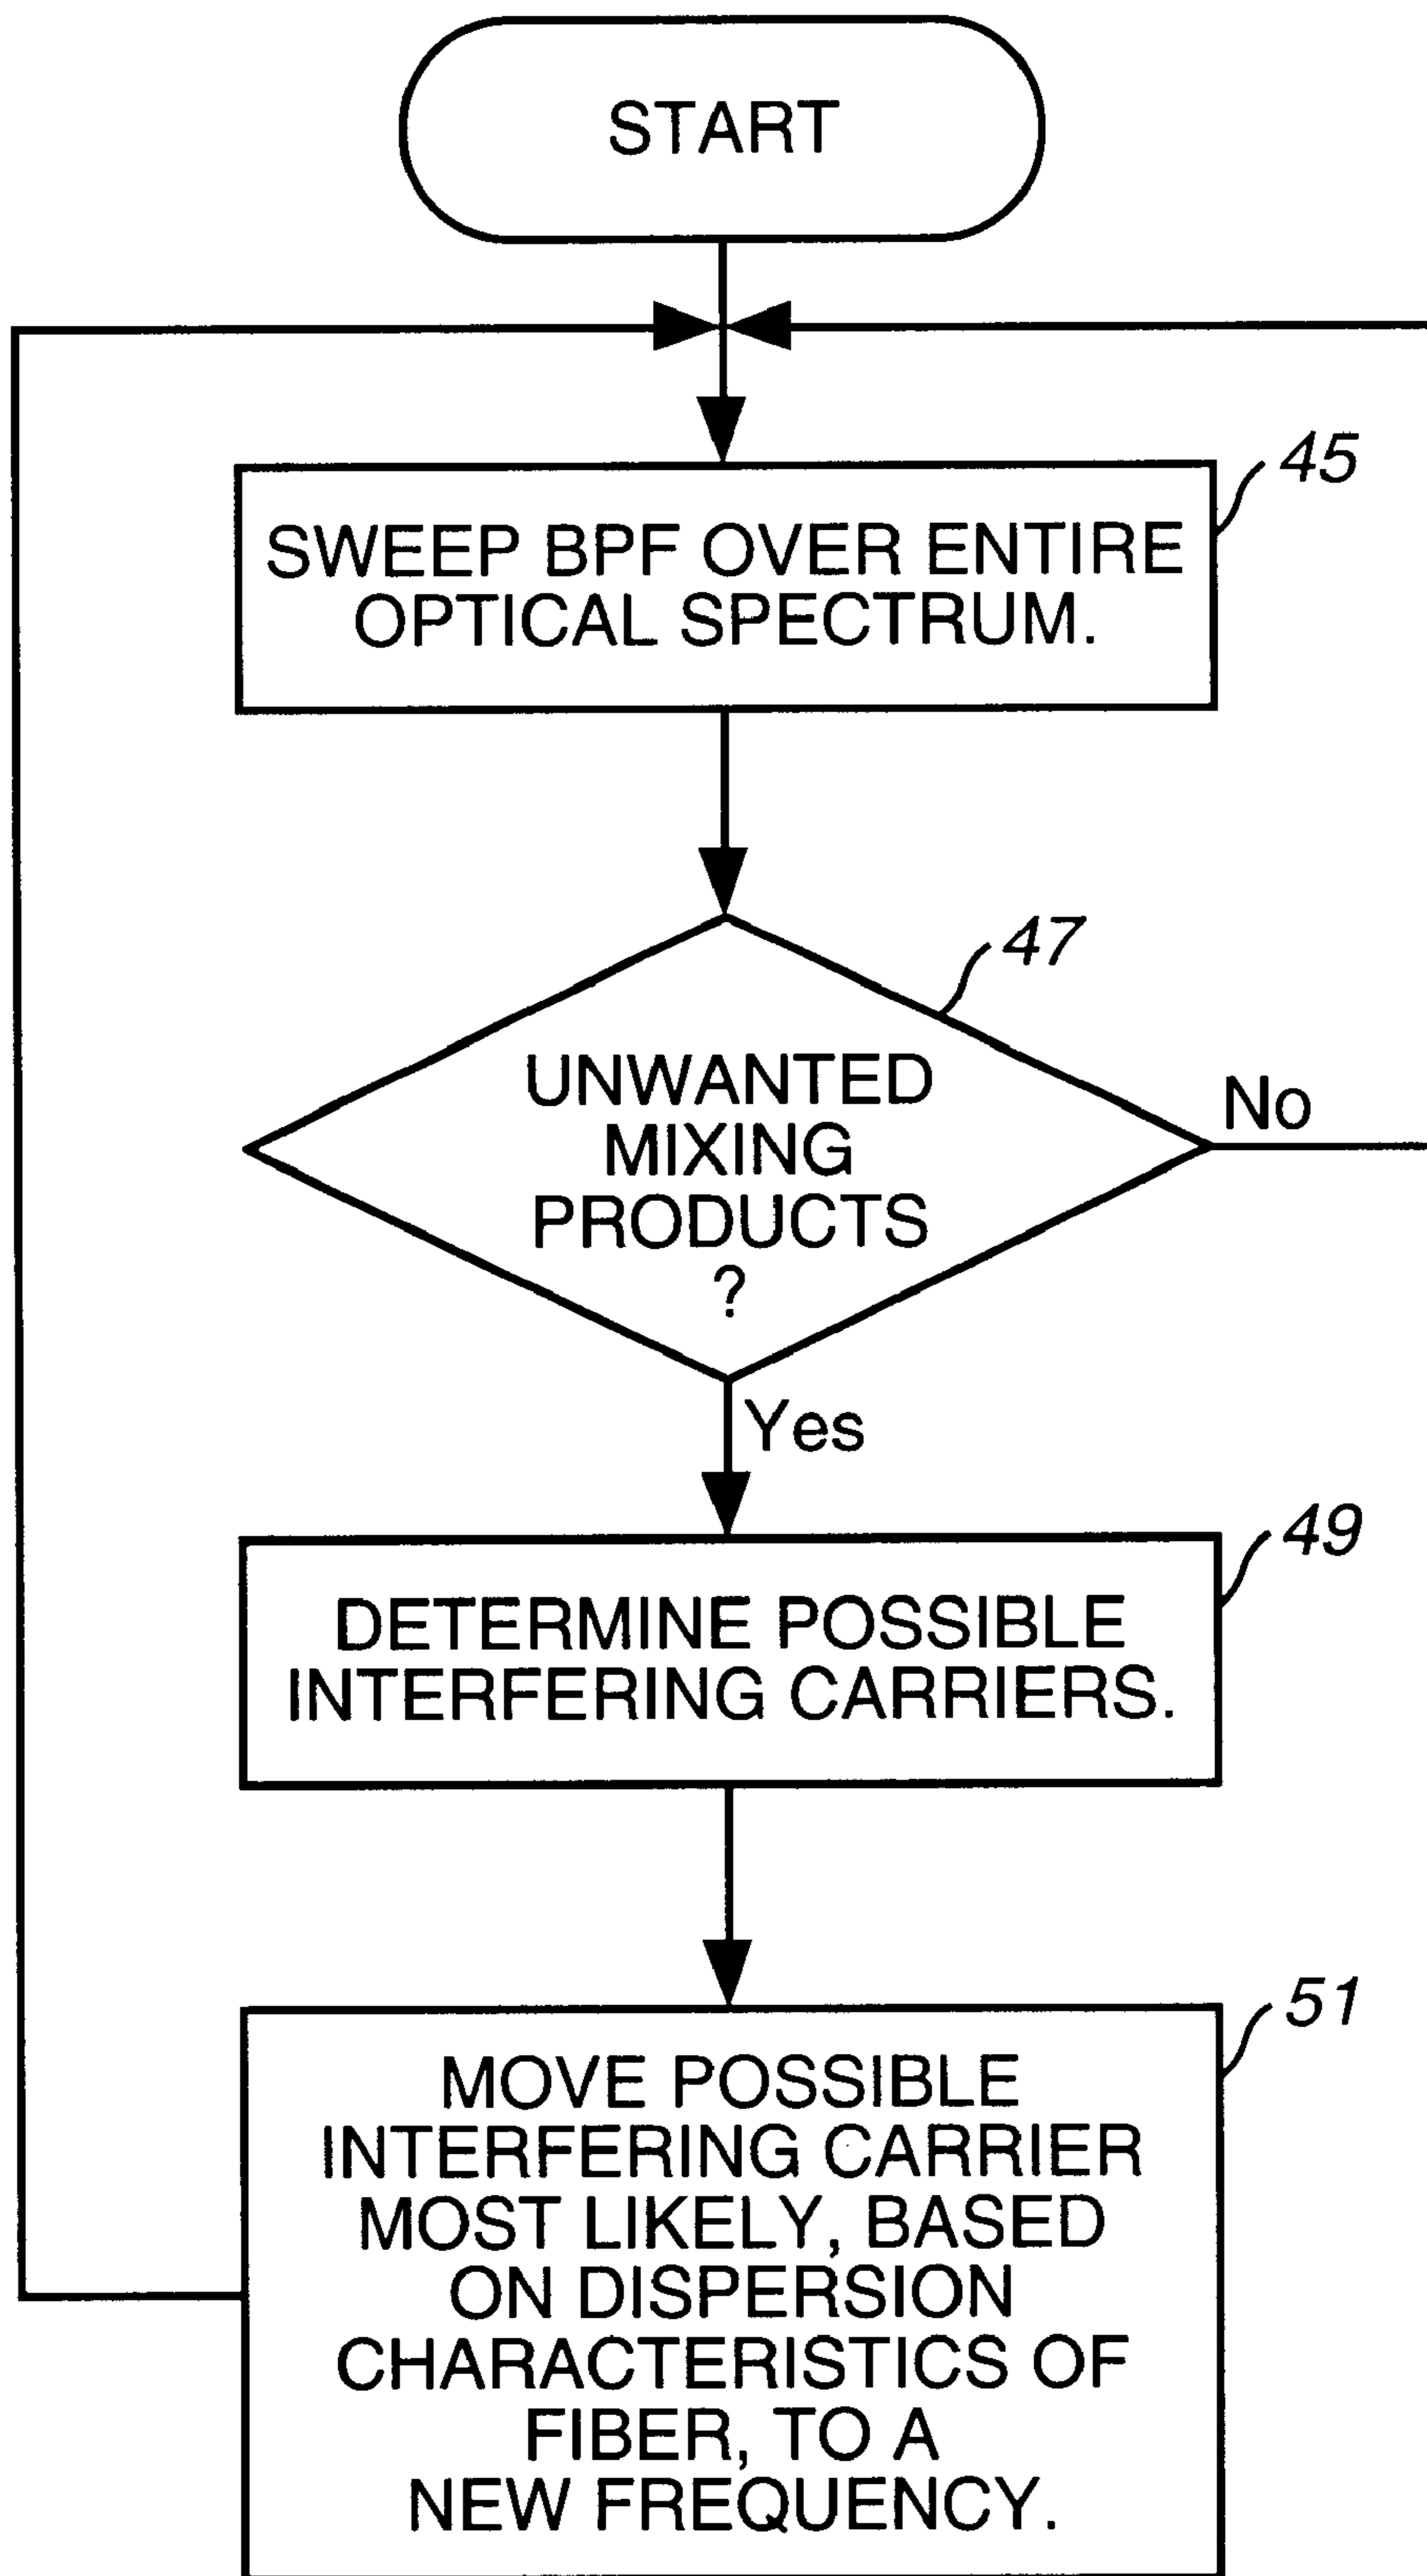 START
45
SWEEP BPF OVER ENTIRE
OPTICAL SPECTRUM.
47
UNWANTED
MIXING
PRODUCTS
?
No
Yes
49
DETERMINE POSSIBLE
INTERFERING CARRIERS.
51
MOVE POSSIBLE
INTERFERING CARRIER
MOST LIKELY, BASED
ON DISPERSION
CHARACTERISTICS OF
FIBER, TO A
NEW FREQUENCY.